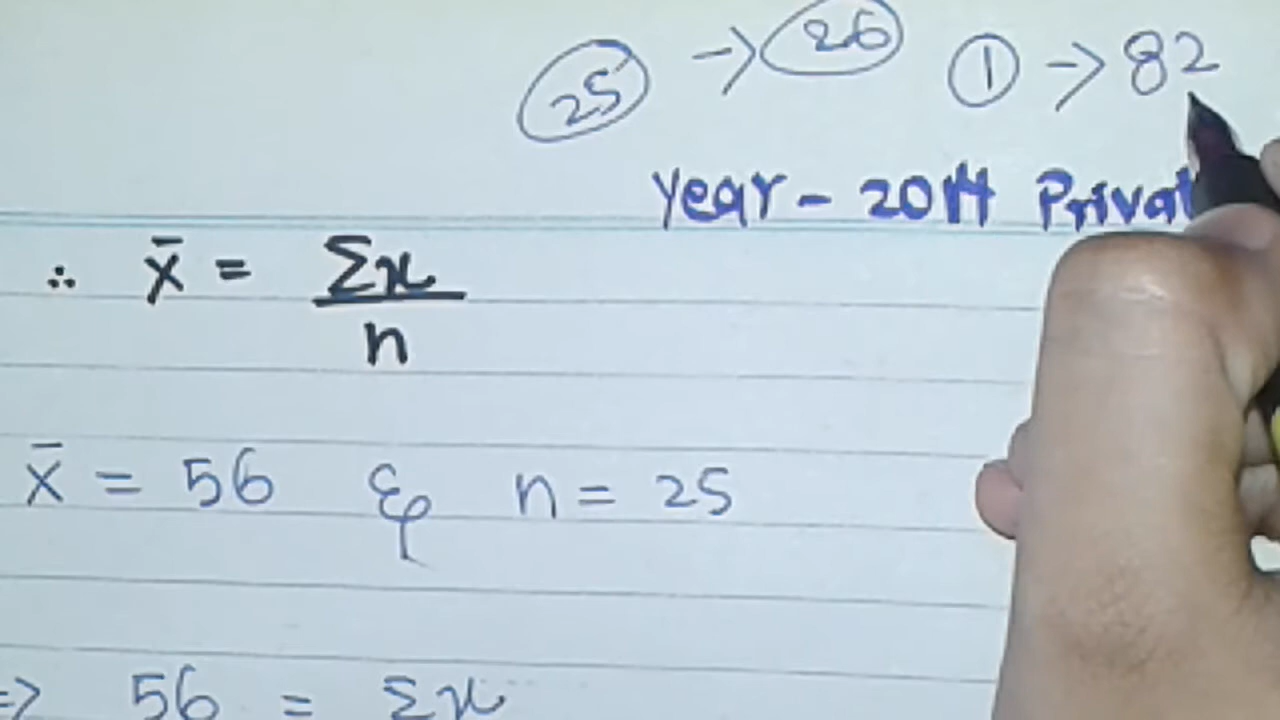 25 → 26 ① → 82
Year - 2014 Privat
∴ x̄ = Σx
n
x̄ = 56 & n = 25
⇒ 56 = Σx